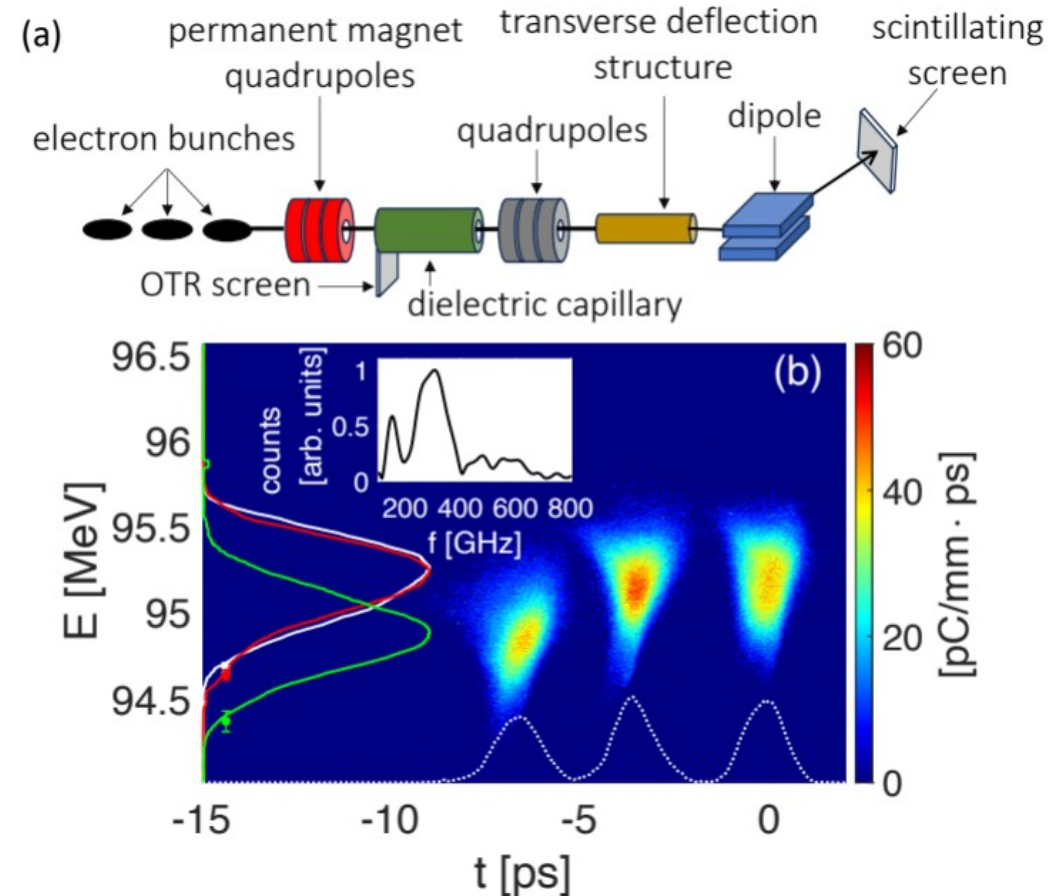 (a)
permanent magnet
quadrupoles
transverse deflection
structure
scintillating
screen
electron bunches
quadrupoles
dipole
OTR screen
dielectric capillary
96.5
96
95.5
95
94.5
E [MeV]
counts
[arb. units]
1
0.5
0
200 400 600 800
f [GHz]
(b)
60
40
20
0
[pC/mm · ps]
-15
-10
-5
0
t [ps]